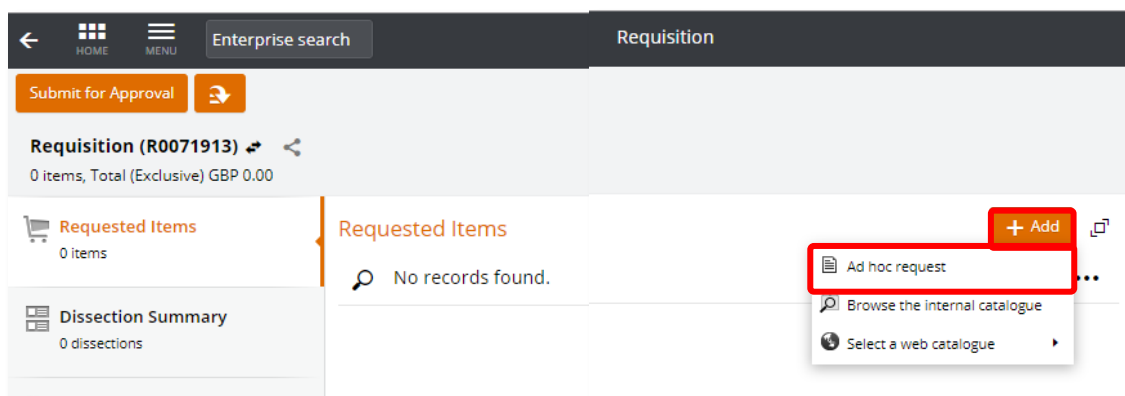 HOME
MENU
Enterprise search
Requisition
Submit for Approval
Requisition (R0071913)
0 items, Total (Exclusive) GBP 0.00
Requested Items
0 items
Requested Items
+ Add
No records found.
Ad hoc request
Browse the internal catalogue
Select a web catalogue
Dissection Summary
0 dissections